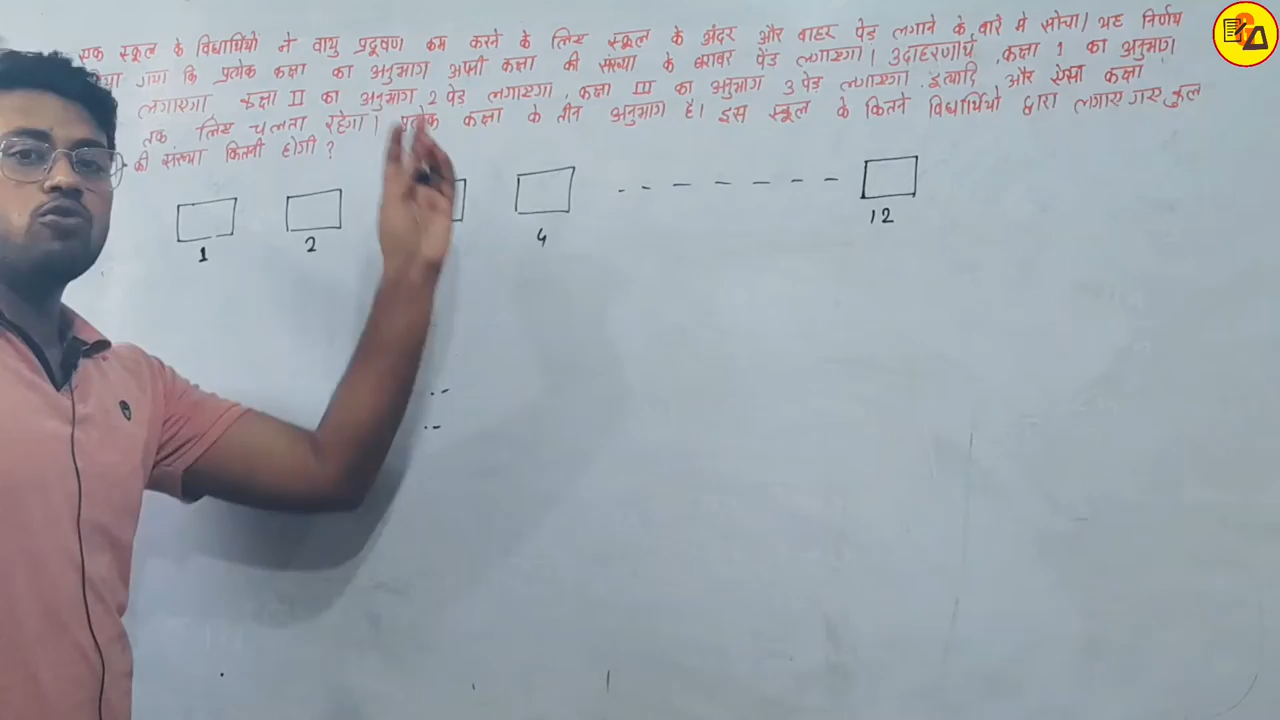 एक स्कूल के विद्यार्थियो ने वायु प्रदूषण कम करने के लिए स्कूल के अंदर और बाहर पेड़ लगाने के बारे मे सोचा। यह निर्णय
गया कि प्रत्येक कक्षा का अनुभाग अपनी कक्षा की संख्या के बराबर पेड़ लगाएगा। उदाहरणार्थ, कक्षा 1 का अनुभाग
लगाएगा कक्षा II का अनुभाग 2 पेड़ लगाएगा, कक्षा III का अनुभाग 3 पेड़ लगाएगा इत्यादि और ऐसा कक्षा
तक लिए चलता रहेगा। प्रत्येक कक्षा के तीन अनुभाग है। इस स्कूल के कितने विद्यार्थियो द्वारा लगाए गए कुल
की संख्या कितनी होगी ?
1 2 4 12